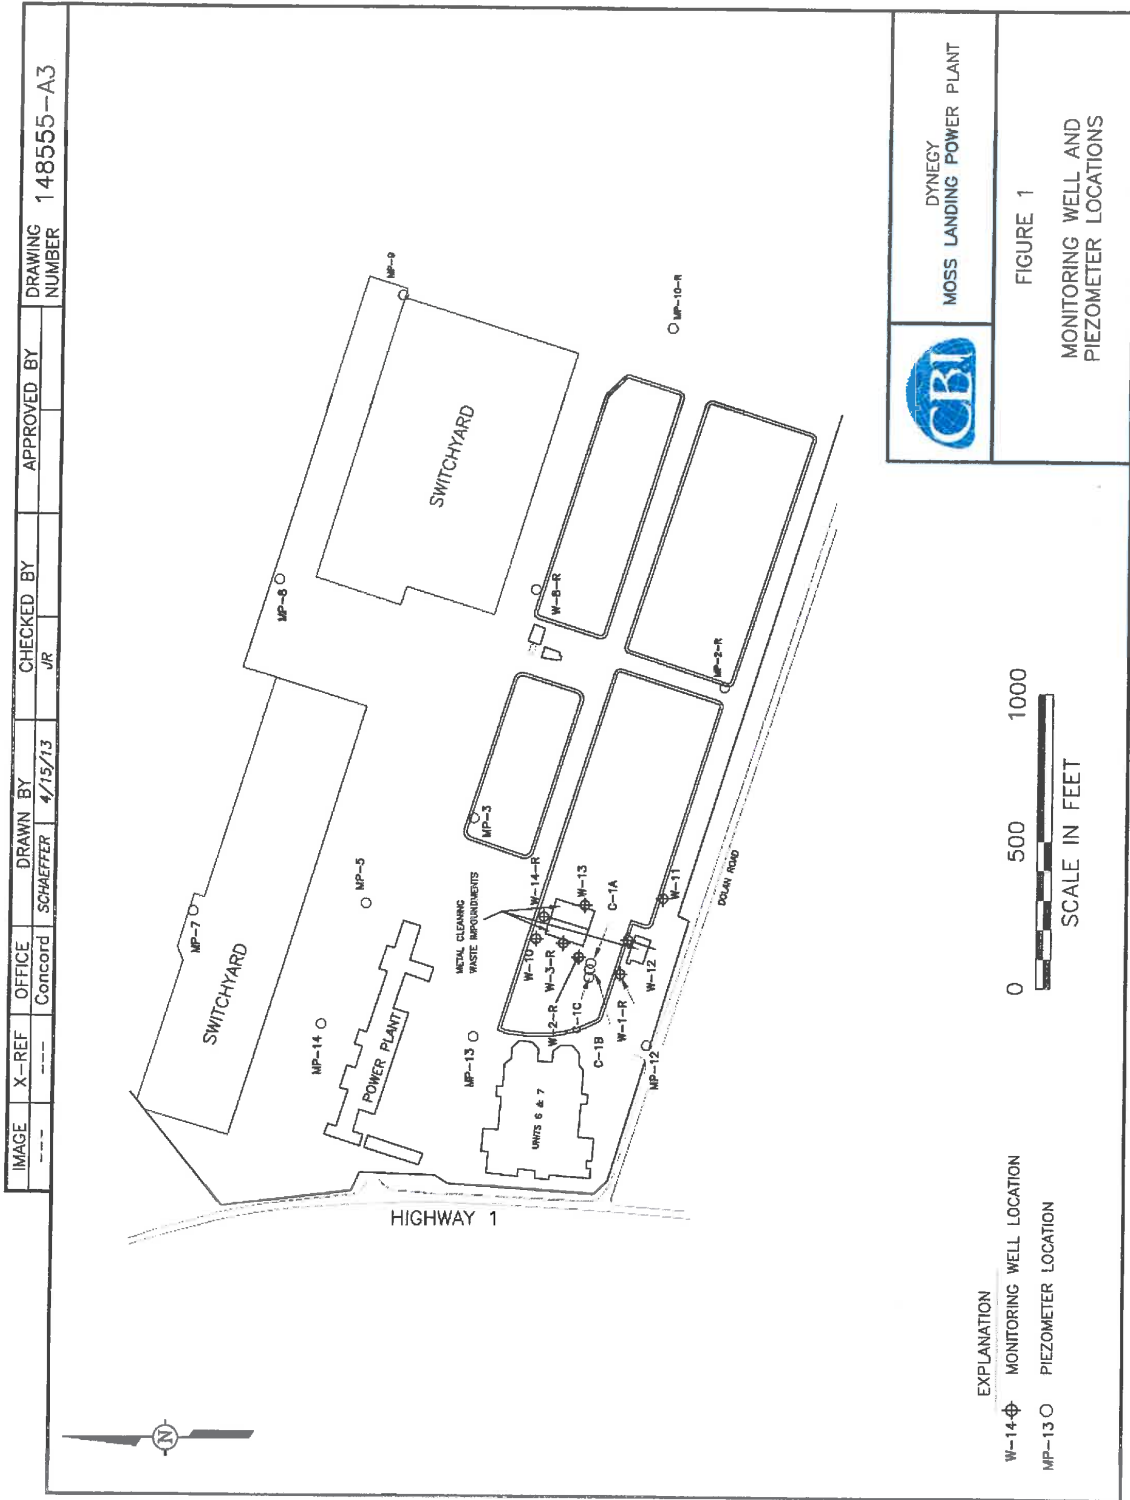 IMAGE
X-REF
OFFICE
DRAWN BY
CHECKED BY
APPROVED BY
DRAWING NUMBER
148555-A3
---
---
Concord
SCHAEFFER
4/15/13
JR
N
HIGHWAY 1
SWITCHYARD
MP-7
MP-14
POWER PLANT
MP-5
MP-8
MP-9
SWITCHYARD
MP-10-R
W-8-R
MP-3
MP-2-R
METAL CLEANING
WASTE IMPOUNDMENTS
W-14-R
W-10
W-13
W-3-R
C-1A
W-2-R
C-1C
W-1-R
C-1B
W-12
W-11
MP-13
MP-12
UNITS 6 & 7
DOLAN ROAD
EXPLANATION
W-14 MONITORING WELL LOCATION
MP-13 PIEZOMETER LOCATION
0 500 1000
SCALE IN FEET
CB&I
DYNEGY
MOSS LANDING POWER PLANT
FIGURE 1
MONITORING WELL AND
PIEZOMETER LOCATIONS